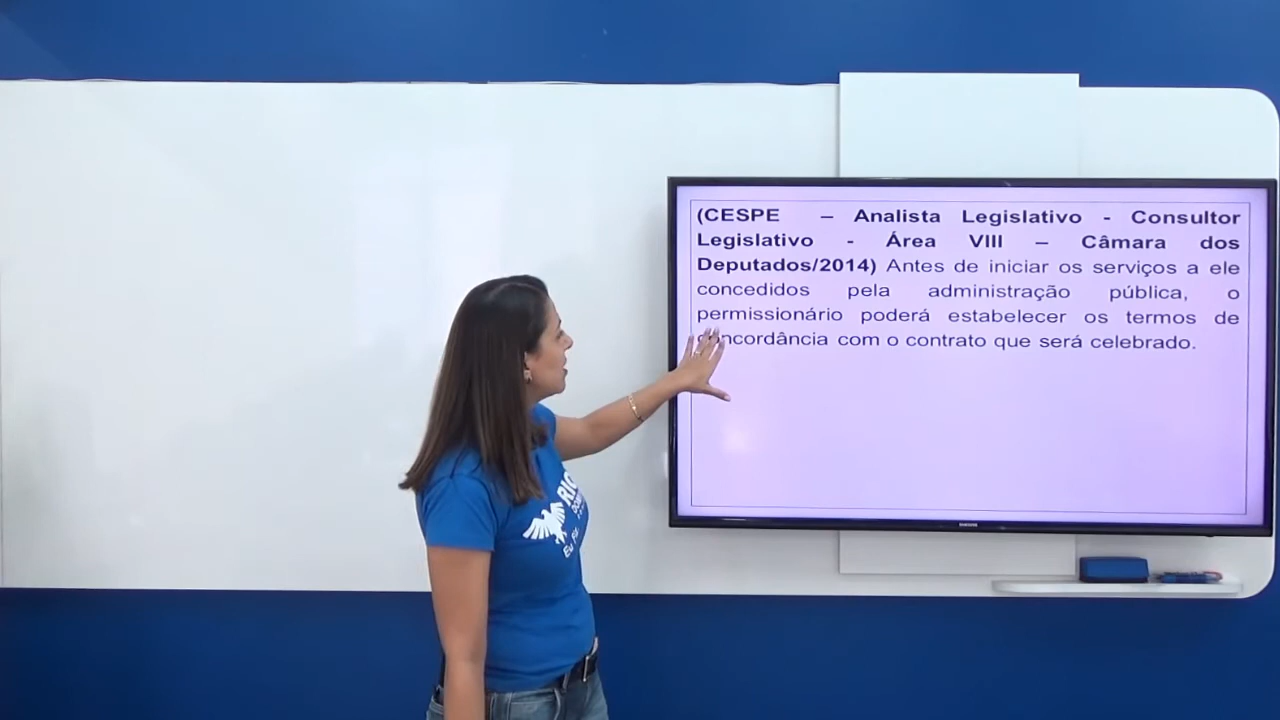 (CESPE – Analista Legislativo - Consultor
Legislativo - Área VIII – Câmara dos
Deputados/2014) Antes de iniciar os serviços a ele
concedidos pela administração pública, o
permissionário poderá estabelecer os termos de
concordância com o contrato que será celebrado.